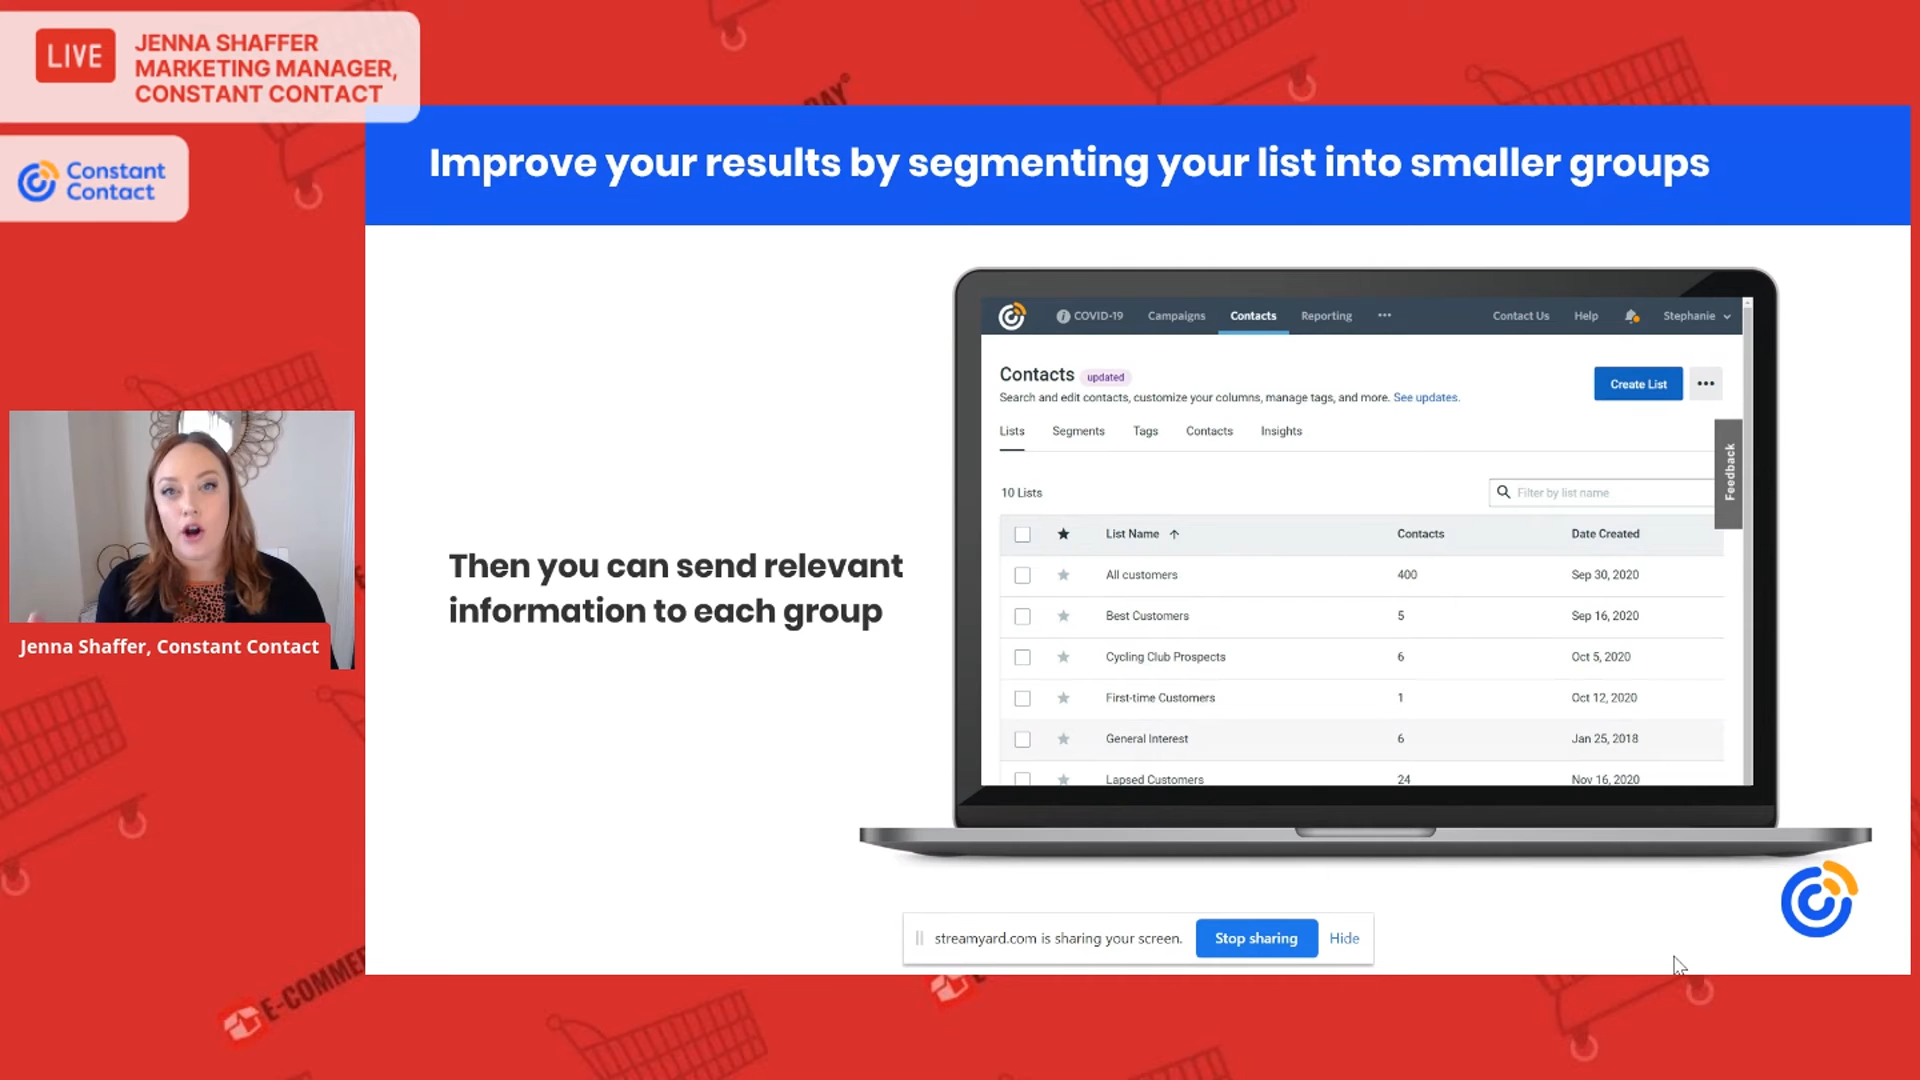 LIVE
JENNA SHAFFER
MARKETING MANAGER,
CONSTANT CONTACT
Constant
Contact
DAY
Improve your results by segmenting your list into smaller groups
Then you can send relevant
information to each group
COVID-19 Campaigns Contacts Reporting ••• Contact Us Help Stephanie
Contacts updated
Create List •••
Search and edit contacts, customize your columns, manage tags, and more. See updates.
Lists Segments Tags Contacts Insights
Feedback
10 Lists
Filter by list name
List Name ↑ Contacts Date Created
All customers 400 Sep 30, 2020
Best Customers 5 Sep 16, 2020
Cycling Club Prospects 6 Oct 5, 2020
First-time Customers 1 Oct 12, 2020
General Interest 6 Jan 25, 2018
Lapsed Customers 24 Nov 16, 2020
Jenna Shaffer, Constant Contact
streamyard.com is sharing your screen. Stop sharing Hide
E-COMME